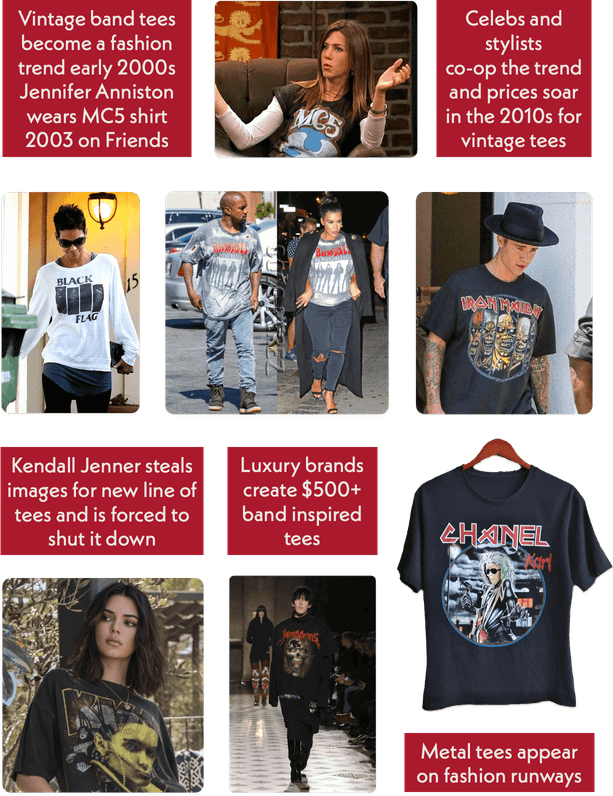 Vintage band tees
become a fashion
trend early 2000s
Jennifer Anniston
wears MC5 shirt
2003 on Friends
MC5
Celebs and
stylists
co-op the trend
and prices soar
in the 2010s for
vintage tees
15
BLACK
FLAG
IRON MAIDEN
Kendall Jenner steals
images for new line of
tees and is forced to
shut it down
Luxury brands
create $500+
band inspired
tees
CHANEL
Karl
Metal tees appear
on fashion runways